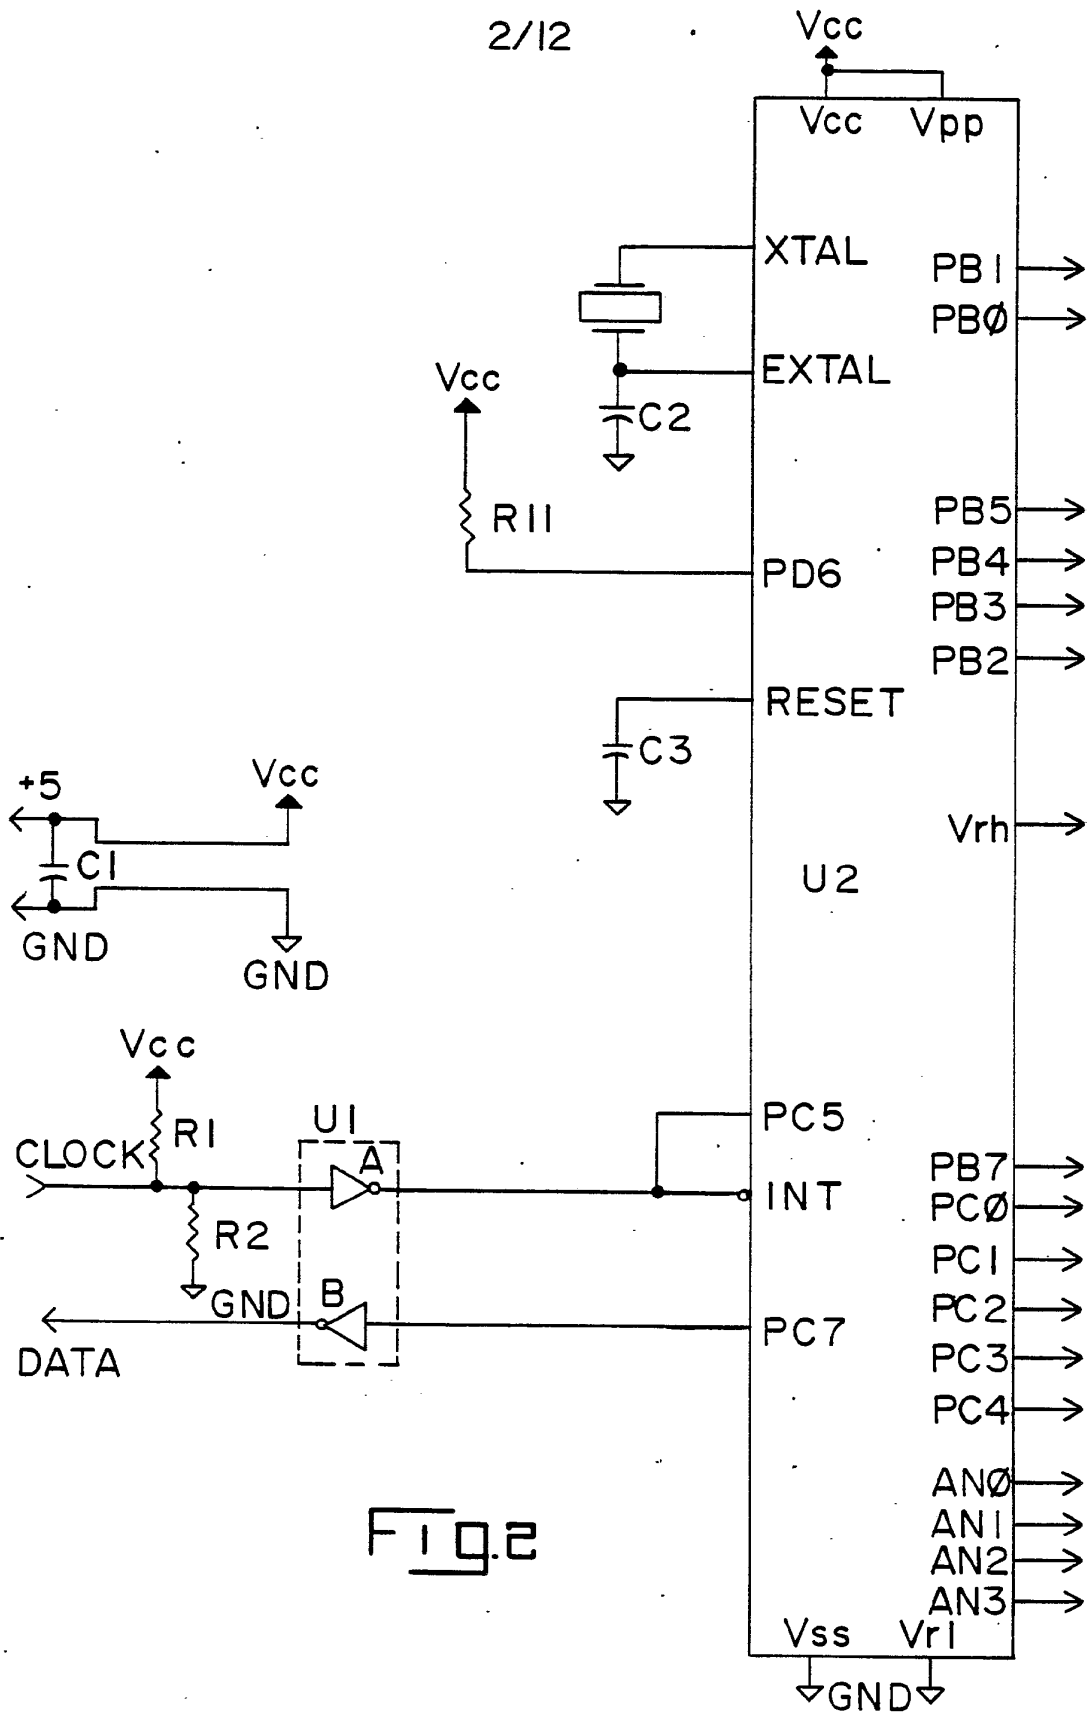 2/12
Vcc
Vcc Vpp
XTAL
PB1
PBØ
EXTAL
Vcc
C2
R11
PB5
PB4
PD6
PB3
PB2
RESET
C3
+5
Vcc
Vrh
C1
U2
GND
GND
Vcc
R1
U1
PC5
CLOCK
A
PB7
INT
PCØ
R2
PC1
GND
B
PC2
PC7
DATA
PC3
PC4
ANØ
AN1
Fig.2
AN2
AN3
Vss Vrl
GND